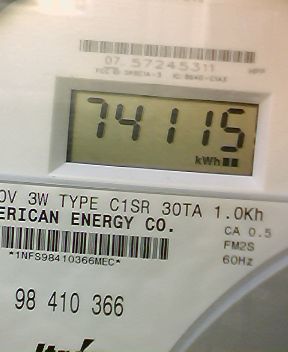 07 57245311
74115
kWh
0V 3W TYPE C1SR 30TA 1.0Kh
ERICAN ENERGY CO.
CA 0.5
FM2S
60Hz
*1NFS98410366MEC*
98 410 366